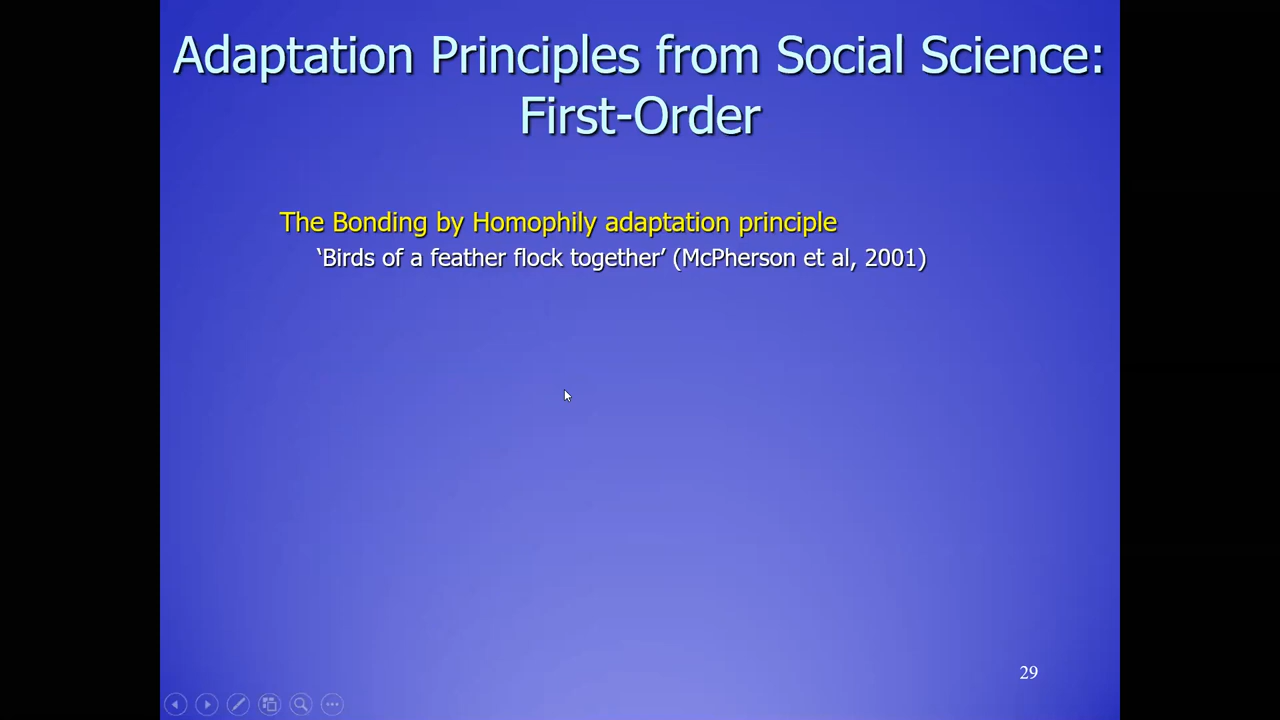 Adaptation Principles from Social Science:
First-Order
The Bonding by Homophily adaptation principle
‘Birds of a feather flock together’ (McPherson et al, 2001)
29